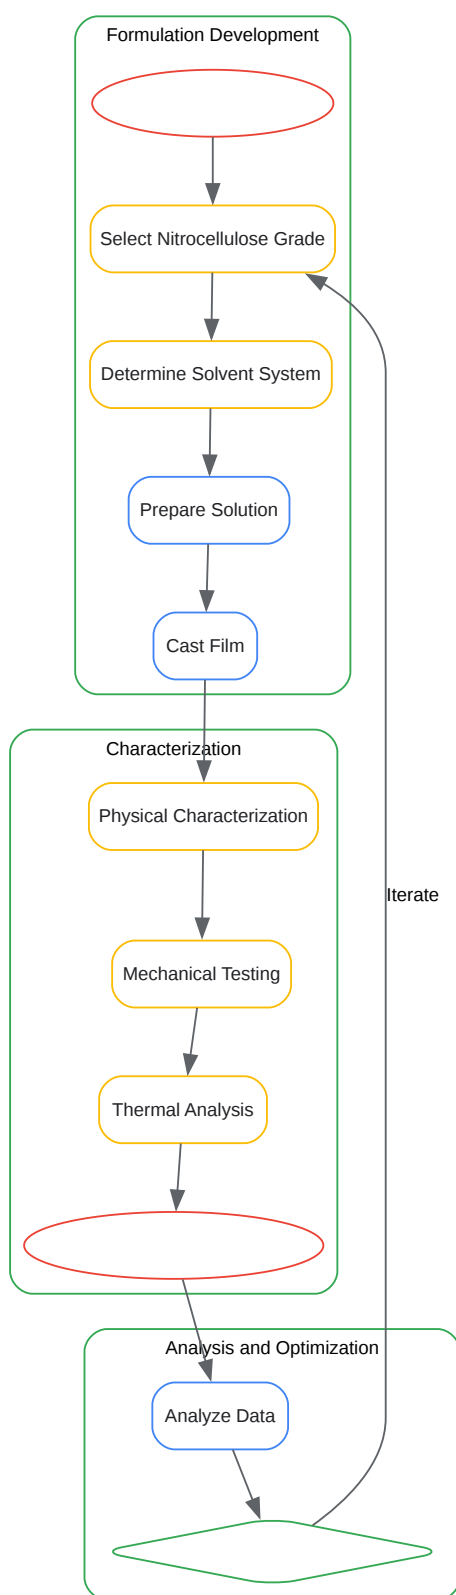 Formulation Development
Select Nitrocellulose Grade
Determine Solvent System
Prepare Solution
Cast Film
Characterization
Physical Characterization
Iterate
Mechanical Testing
Thermal Analysis
Analysis and Optimization
Analyze Data